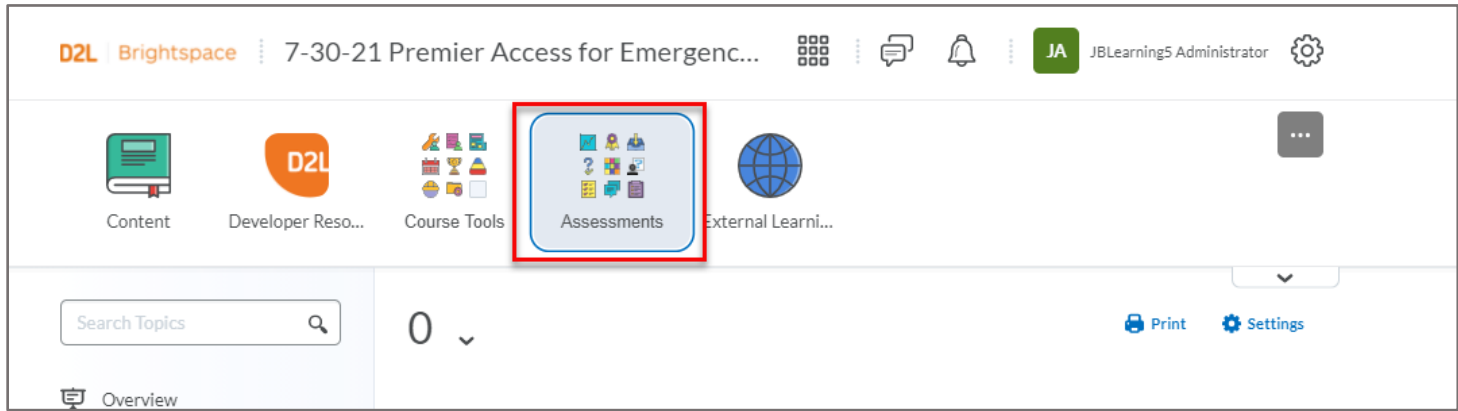 D2L Brightspace 7-30-21 Premier Access for Emergenc... JA JBLearning5 Administrator
D2L
Content Developer Reso... Course Tools Assessments External Learni...
Search Topics 0 Print Settings
Overview